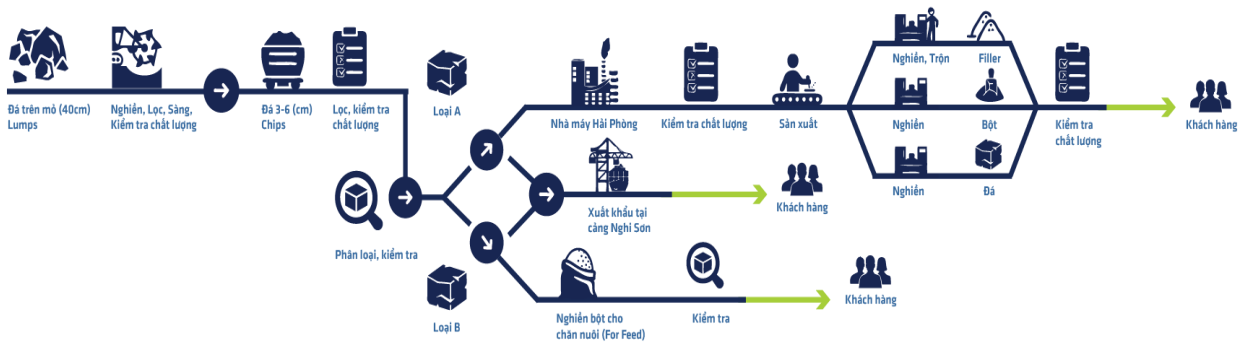 Đá trên mỏ (40cm)
Lumps
Nghiền, Lọc, Sàng,
Kiểm tra chất lượng
Đá 3-6 (cm)
Chips
Lọc, kiểm tra
chất lượng
Loại A
Phân loại, kiểm tra
Loại B
Nhà máy Hải Phòng
Kiểm tra chất lượng
Sản xuất
Nghiền, Trộn
Filler
Nghiền
Bột
Nghiền
Đá
Kiểm tra
chất lượng
Khách hàng
Xuất khẩu tại
cảng Nghi Sơn
Khách hàng
Nghiền bột cho
chăn nuôi (For Feed)
Kiểm tra
Khách hàng